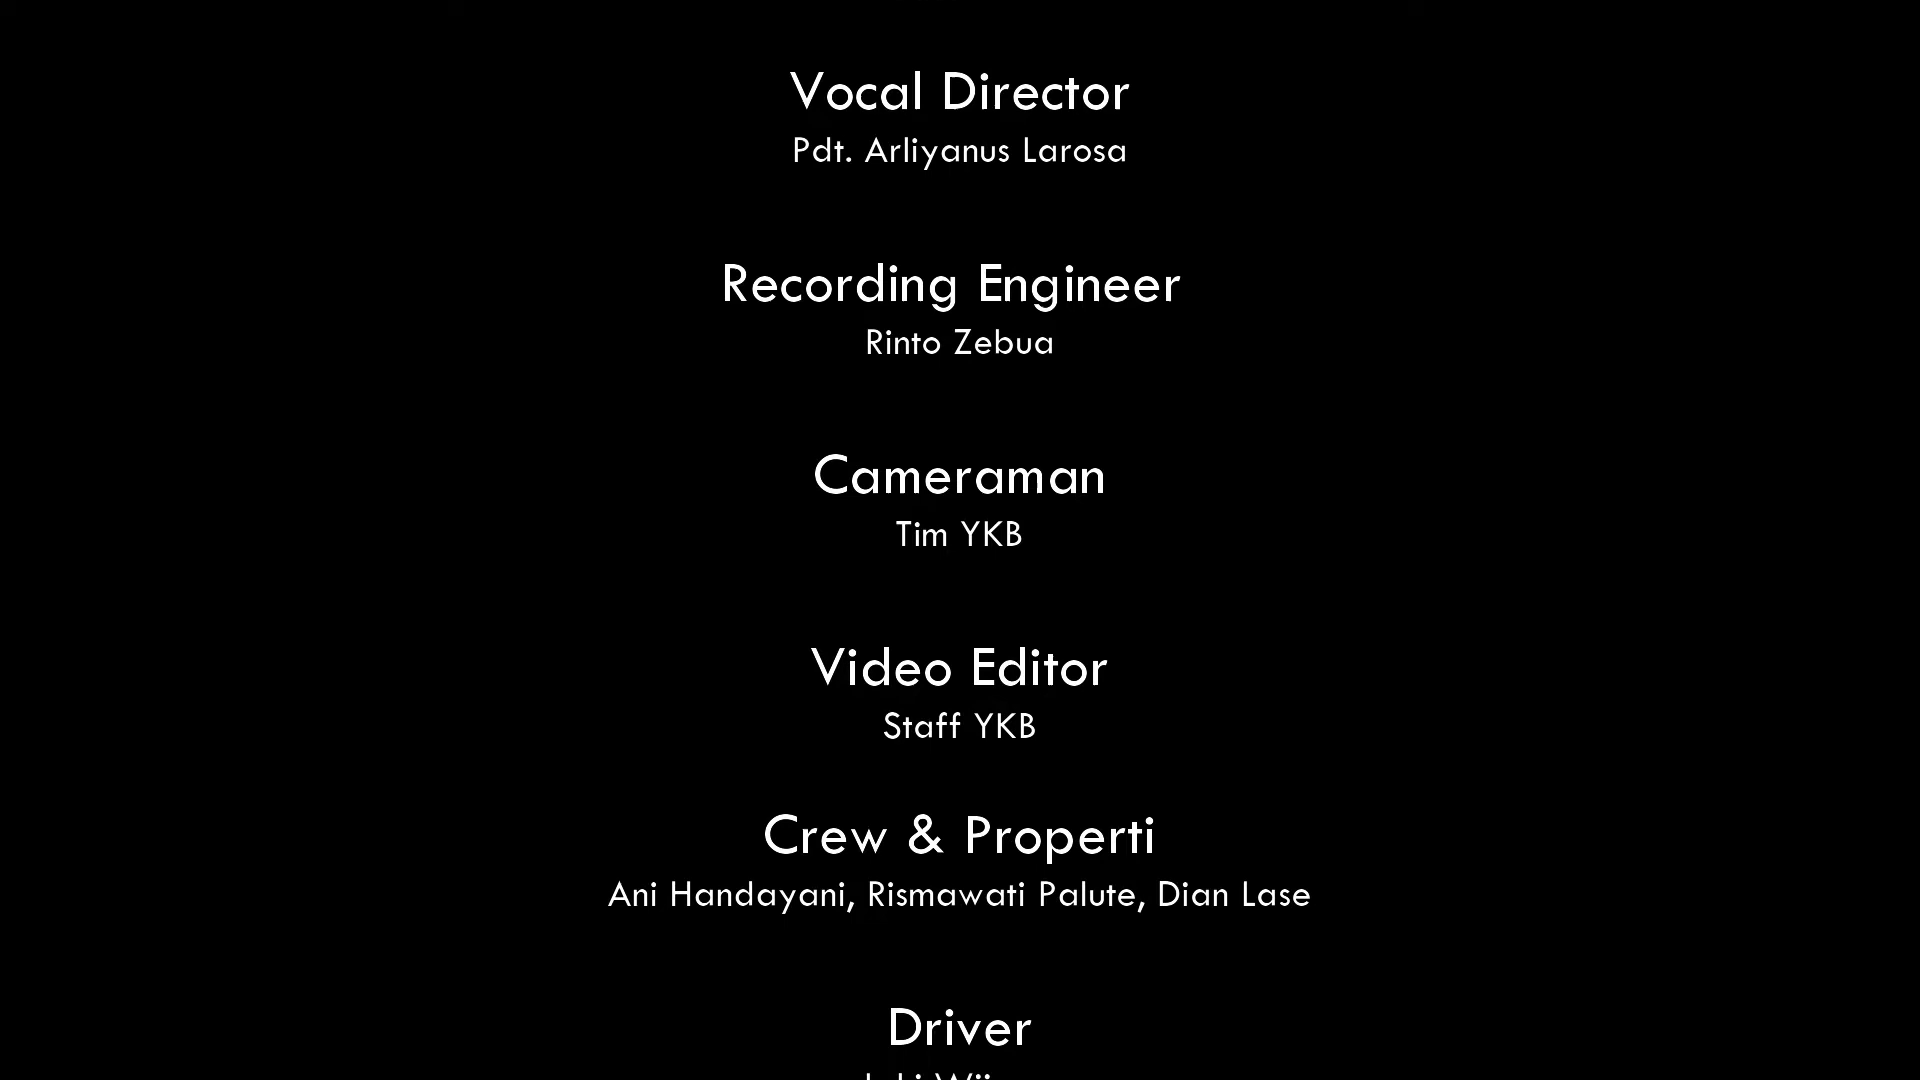 Vocal Director
Pdt. Arliyanus Larosa
Recording Engineer
Rinto Zebua
Cameraman
Tim YKB
Video Editor
Staff YKB
Crew & Properti
Ani Handayani, Rismawati Palute, Dian Lase
Driver